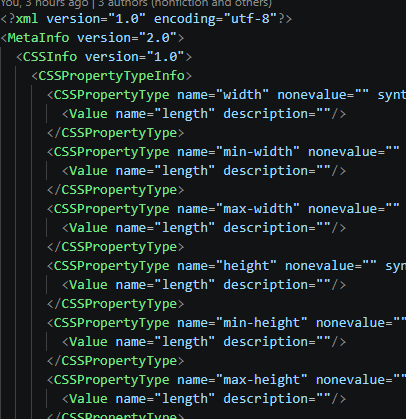 You, 3 hours ago | 3 authors (nonfiction and others)
<?xml version="1.0" encoding="utf-8"?>
<MetaInfo version="2.0">
<CSSInfo version="1.0">
<CSSPropertyTypeInfo>
<CSSPropertyType name="width" nonevalue="" synt
<Value name="length" description=""/>
</CSSPropertyType>
<CSSPropertyType name="min-width" nonevalue=""
<Value name="length" description=""/>
</CSSPropertyType>
<CSSPropertyType name="max-width" nonevalue=""
<Value name="length" description=""/>
</CSSPropertyType>
<CSSPropertyType name="height" nonevalue="" syn
<Value name="length" description=""/>
</CSSPropertyType>
<CSSPropertyType name="min-height" nonevalue=""
<Value name="length" description=""/>
</CSSPropertyType>
<CSSPropertyType name="max-height" nonevalue=""
<Value name="length" description=""/>
</CSSPropertyType>